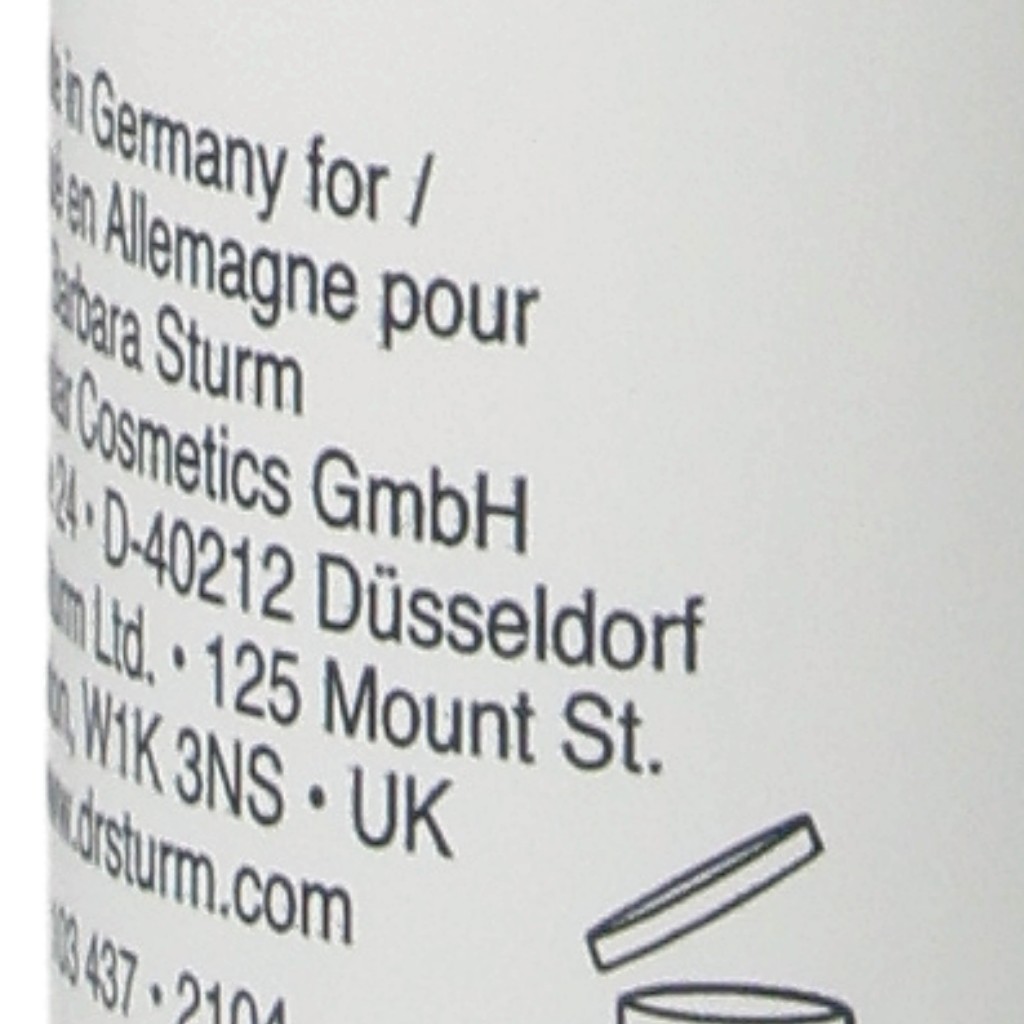 in Germany for /
en Allemagne pour
Barbara Sturm
Cosmetics GmbH
24 • D-40212 Düsseldorf
Ltd. • 125 Mount St.
W1K 3NS • UK
www.drsturm.com
437 • 2104